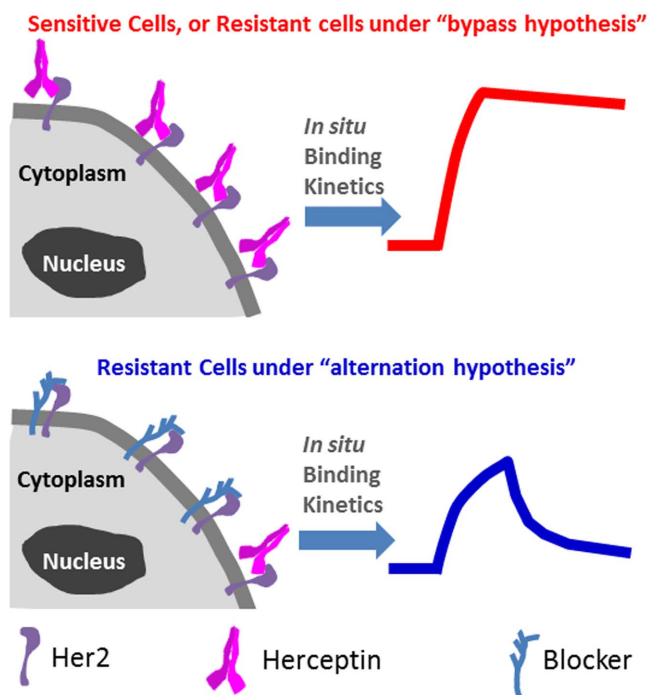 Sensitive Cells, or Resistant cells under “bypass hypothesis”
Cytoplasm
Nucleus
In situ
Binding
Kinetics
Resistant Cells under “alternation hypothesis”
Cytoplasm
Nucleus
In situ
Binding
Kinetics
Her2
Herceptin
Blocker